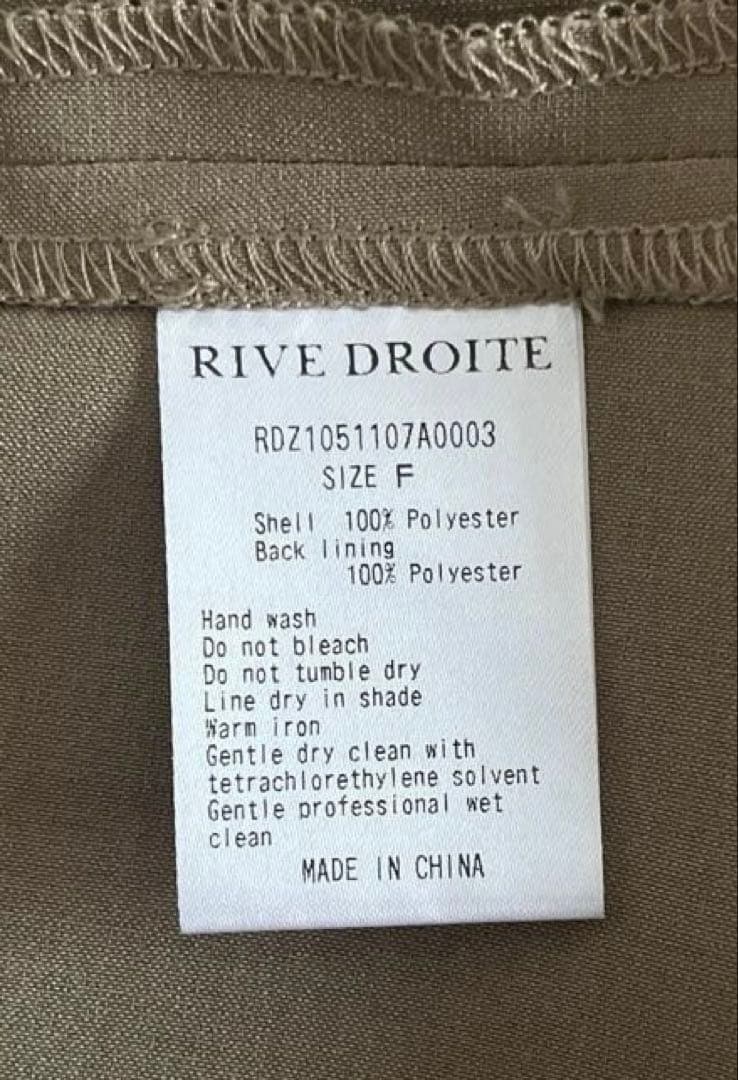 RIVE DROITE
RDZ1051107A0003
SIZE F
Shell 100% Polyester
Back lining
100% Polyester
Hand wash
Do not bleach
Do not tumble dry
Line dry in shade
Warm iron
Gentle dry clean with
tetrachlorethylene solvent
Gentle professional wet
clean
MADE IN CHINA